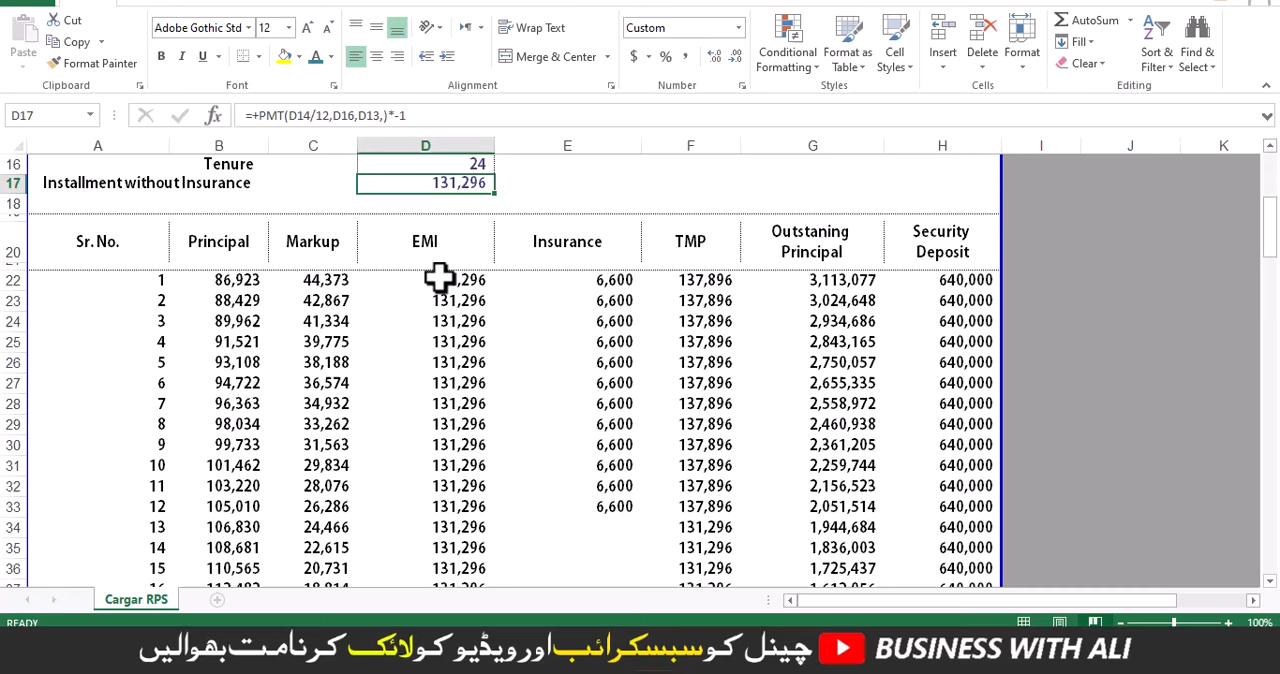 Cut Adobe Gothic Std 12 Wrap Text Custom AutoSum
Paste Copy Conditional Format as Cell Insert Delete Format Fill Sort & Find &
Format Painter B I U Merge & Center $ % , Formatting Table Styles Clear Filter Select
Clipboard Font Alignment Number Styles Cells Editing
D17 fx =+PMT(D14/12,D16,D13,)*-1
A B C D E F G H I J K
16 Tenure 24
17 Installment without Insurance 131,296
18
20 Sr. No. Principal Markup EMI Insurance TMP Outstaning Principal Security Deposit
22 1 86,923 44,373 ,296 6,600 137,896 3,113,077 640,000
23 2 88,429 42,867 131,296 6,600 137,896 3,024,648 640,000
24 3 89,962 41,334 131,296 6,600 137,896 2,934,686 640,000
25 4 91,521 39,775 131,296 6,600 137,896 2,843,165 640,000
26 5 93,108 38,188 131,296 6,600 137,896 2,750,057 640,000
27 6 94,722 36,574 131,296 6,600 137,896 2,655,335 640,000
28 7 96,363 34,932 131,296 6,600 137,896 2,558,972 640,000
29 8 98,034 33,262 131,296 6,600 137,896 2,460,938 640,000
30 9 99,733 31,563 131,296 6,600 137,896 2,361,205 640,000
31 10 101,462 29,834 131,296 6,600 137,896 2,259,744 640,000
32 11 103,220 28,076 131,296 6,600 137,896 2,156,523 640,000
33 12 105,010 26,286 131,296 6,600 137,896 2,051,514 640,000
34 13 106,830 24,466 131,296 131,296 1,944,684 640,000
35 14 108,681 22,615 131,296 131,296 1,836,003 640,000
36 15 110,565 20,731 131,296 131,296 1,725,437 640,000
Cargar RPS
READY 100%
چینل کو سبسکرائب اور ویڈیو کو لائک کرنا مت بھولیں BUSINESS WITH ALI